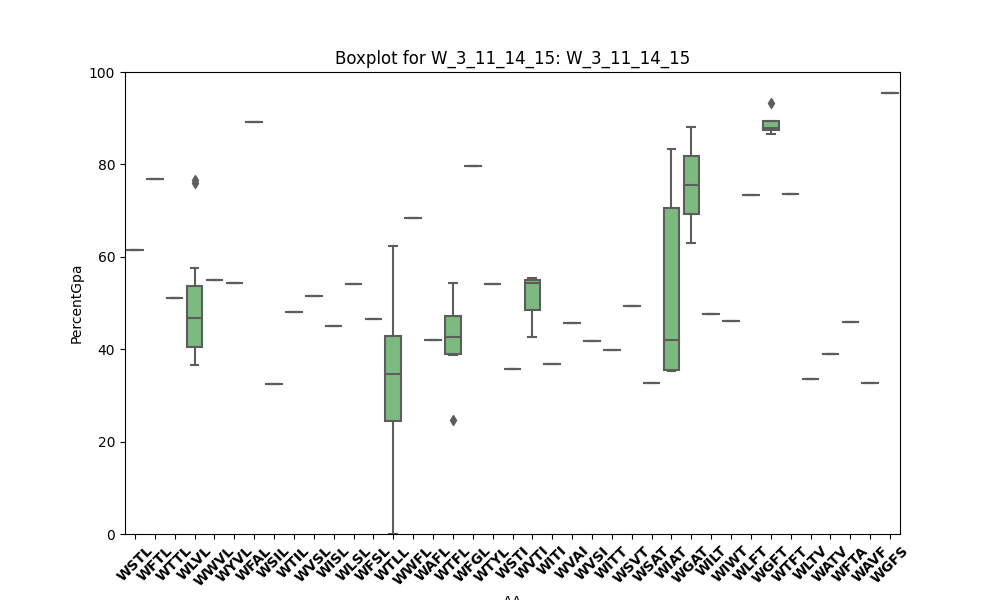 Boxplot for W_3_11_14_15: W_3_11_14_15
PercentGpa
100
80
60
40
20
0
WSTL WFTL WTTL WLVL WWVL WYVL WFAL WSIL WTIL WVSL WISL WLSL WFSL WTLL WWFL WAFL WTFL WFGL WTYL WSTI WVTI WITI WVAI WVSI WITT WSVT WSAT WIAT WGAT WILT WIWT WLFT WGFT WTFT WLTV WATV WFTA WAVF WGFS
AA